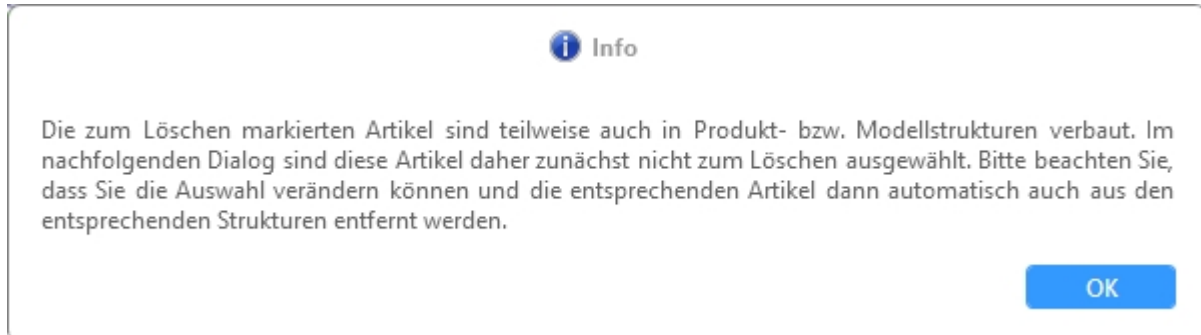 Info
Die zum Löschen markierten Artikel sind teilweise auch in Produkt- bzw. Modellstrukturen verbaut. Im
nachfolgenden Dialog sind diese Artikel daher zunächst nicht zum Löschen ausgewählt. Bitte beachten Sie,
dass Sie die Auswahl verändern können und die entsprechenden Artikel dann automatisch auch aus den
entsprechenden Strukturen entfernt werden.
OK